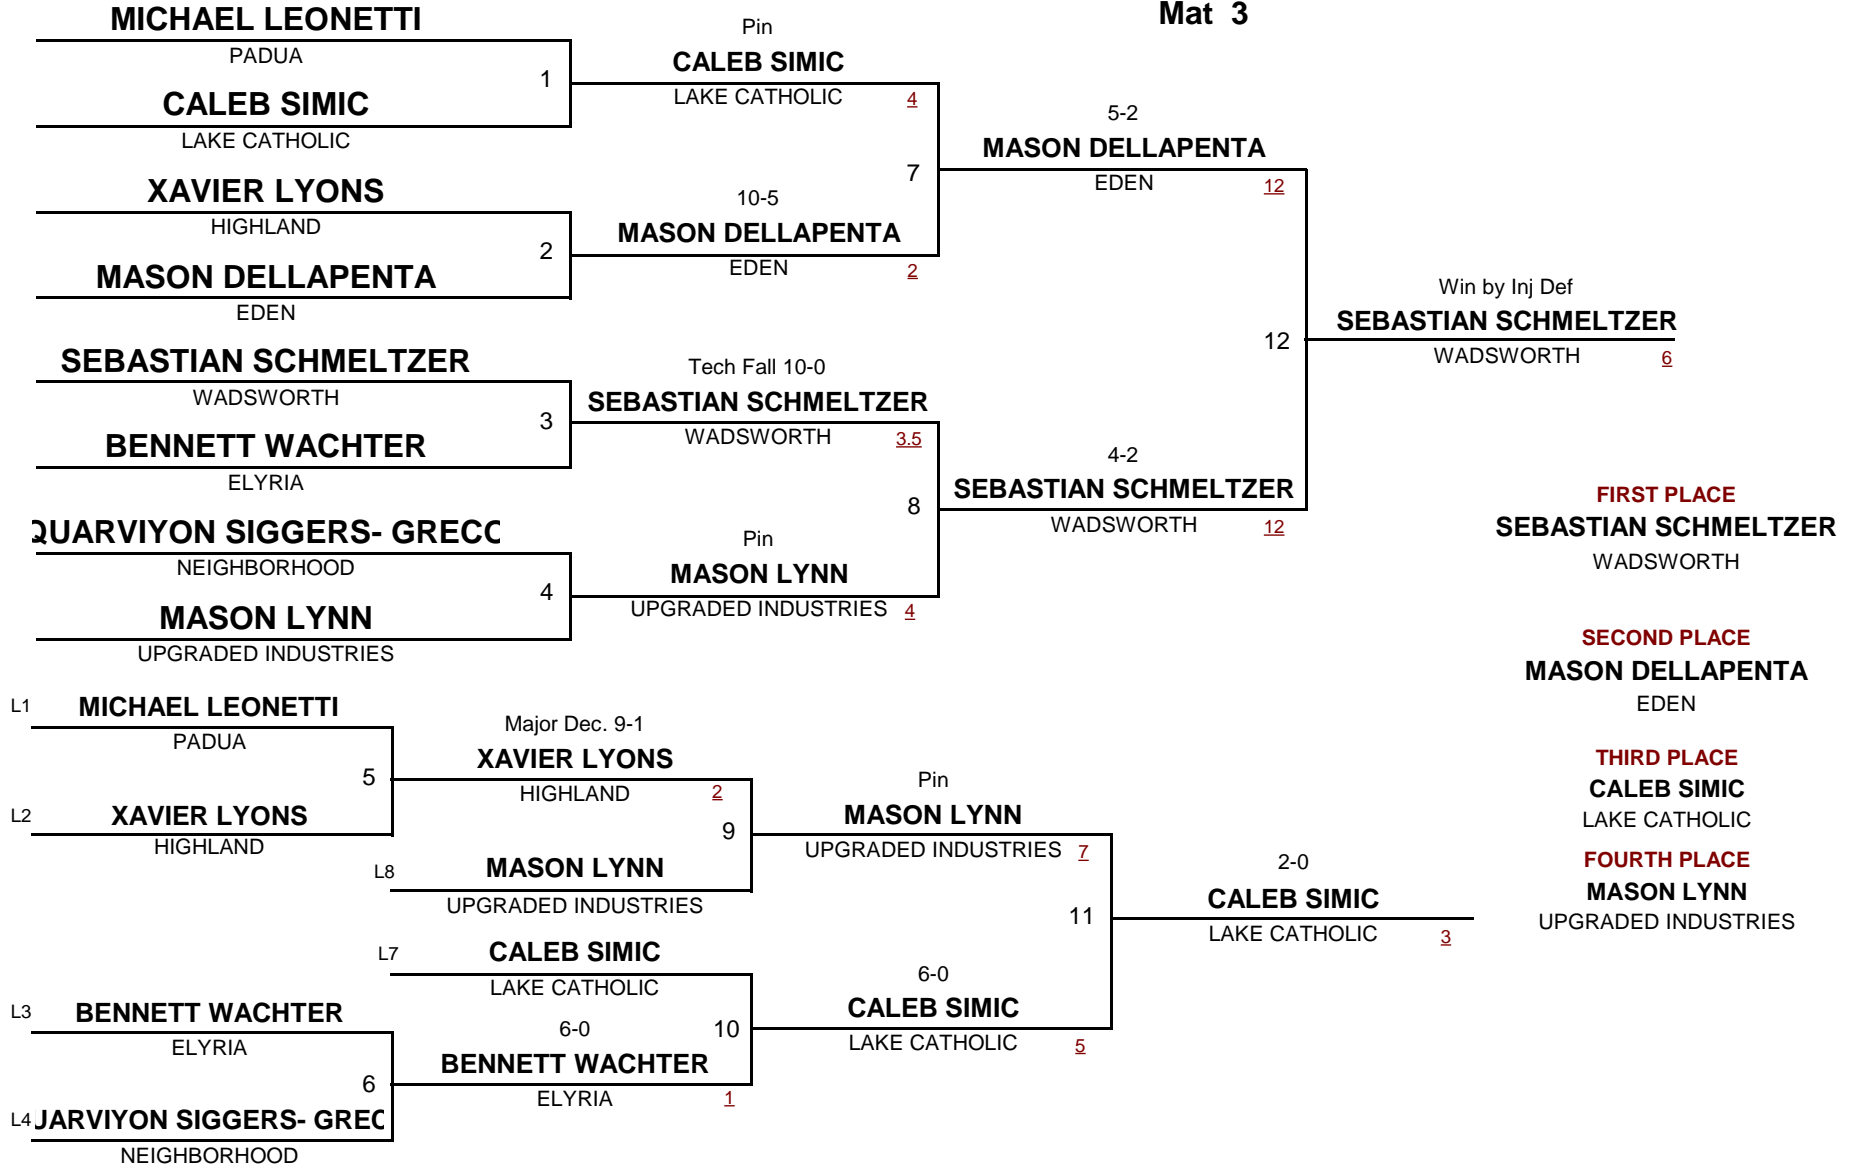 Mat 3
MICHAEL LEONETTI
PADUA
1
CALEB SIMIC
LAKE CATHOLIC
Pin
CALEB SIMIC
LAKE CATHOLIC 4
XAVIER LYONS
HIGHLAND
2
MASON DELLAPENTA
EDEN
10-5
MASON DELLAPENTA
EDEN 2
7
5-2
MASON DELLAPENTA
EDEN 12
SEBASTIAN SCHMELTZER
WADSWORTH
3
BENNETT WACHTER
ELYRIA
Tech Fall 10-0
SEBASTIAN SCHMELTZER
WADSWORTH 3.5
QUARVIYON SIGGERS- GRECC
NEIGHBORHOOD
4
MASON LYNN
UPGRADED INDUSTRIES
Pin
MASON LYNN
UPGRADED INDUSTRIES 4
8
4-2
SEBASTIAN SCHMELTZER
WADSWORTH 12
12
Win by Inj Def
SEBASTIAN SCHMELTZER
WADSWORTH 6
FIRST PLACE
SEBASTIAN SCHMELTZER
WADSWORTH
SECOND PLACE
MASON DELLAPENTA
EDEN
THIRD PLACE
CALEB SIMIC
LAKE CATHOLIC
FOURTH PLACE
MASON LYNN
UPGRADED INDUSTRIES
L1 MICHAEL LEONETTI
PADUA
5
L2 XAVIER LYONS
HIGHLAND
Major Dec. 9-1
XAVIER LYONS
HIGHLAND 2
9
L8 MASON LYNN
UPGRADED INDUSTRIES
Pin
MASON LYNN
UPGRADED INDUSTRIES 7
L7 CALEB SIMIC
LAKE CATHOLIC
10
L3 BENNETT WACHTER
ELYRIA
6
L4 UARVIYON SIGGERS- GREC
NEIGHBORHOOD
6-0
BENNETT WACHTER
ELYRIA 1
6-0
CALEB SIMIC
LAKE CATHOLIC 5
11
2-0
CALEB SIMIC
LAKE CATHOLIC 3